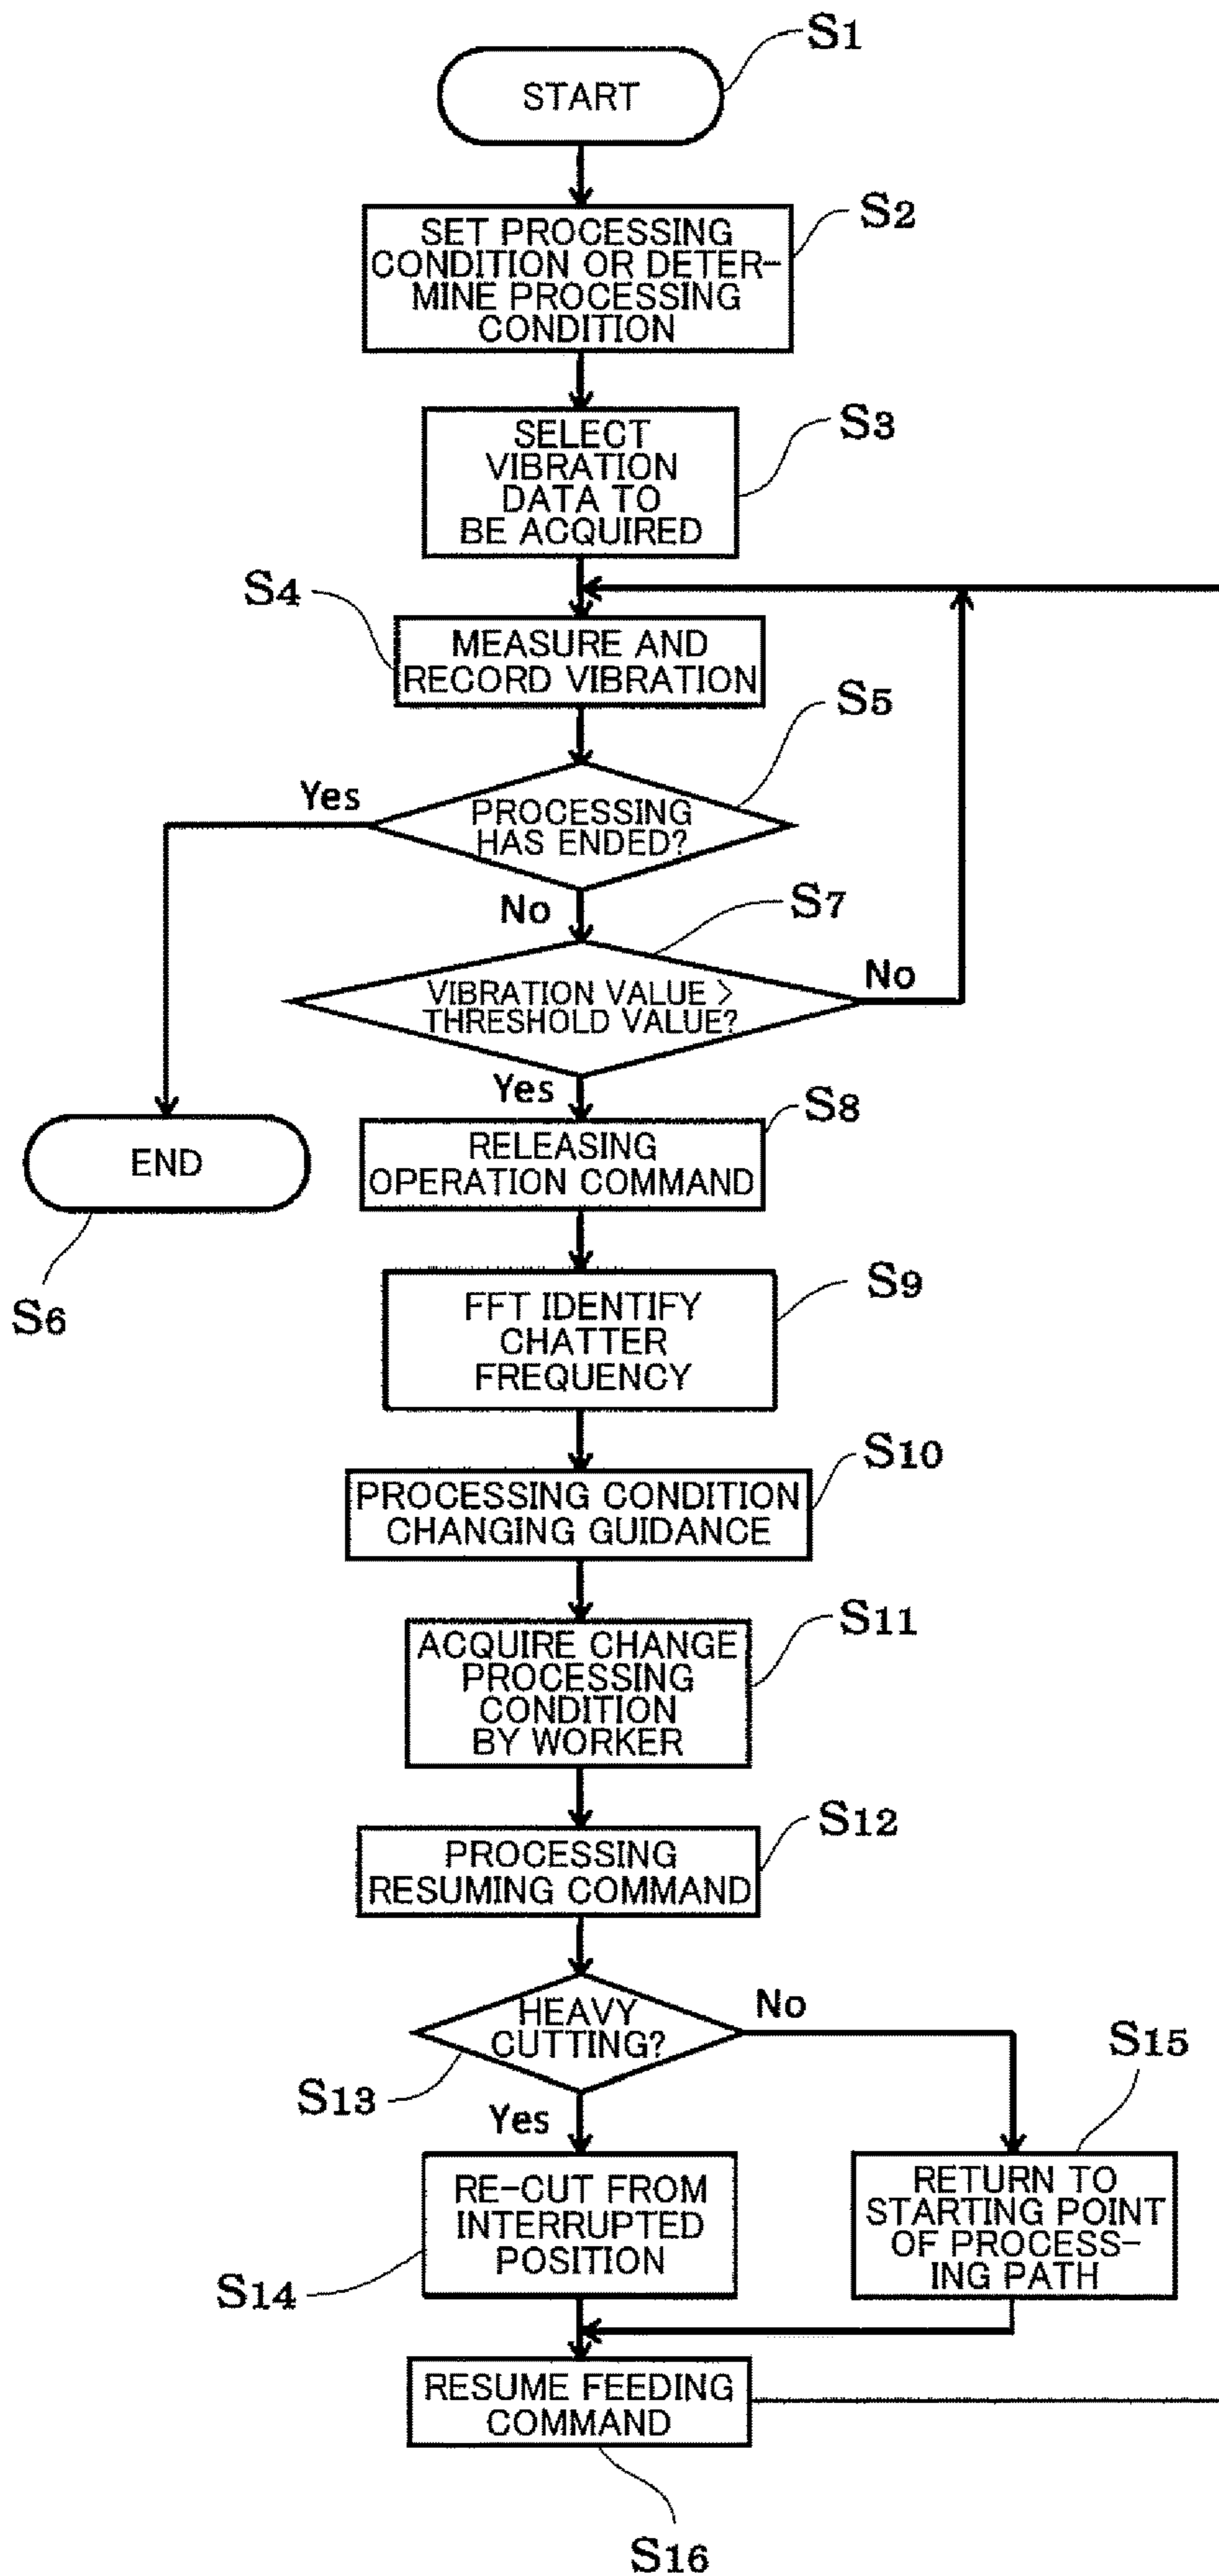 S1
START
S2
SET PROCESSING
CONDITION OR DETER-
MINE PROCESSING
CONDITION
S3
SELECT
VIBRATION
DATA TO
BE ACQUIRED
S4
MEASURE AND
RECORD VIBRATION
S5
Yes
PROCESSING
HAS ENDED?
No
S7
VIBRATION VALUE >
THRESHOLD VALUE?
No
Yes
S8
RELEASING
OPERATION COMMAND
END
S6
S9
FFT IDENTIFY
CHATTER
FREQUENCY
S10
PROCESSING CONDITION
CHANGING GUIDANCE
S11
ACQUIRE CHANGE
PROCESSING
CONDITION
BY WORKER
S12
PROCESSING
RESUMING COMMAND
HEAVY
CUTTING?
No
S13
Yes
S15
RE-CUT FROM
INTERRUPTED
POSITION
S14
RETURN TO
STARTING POINT
OF PROCESS-
ING PATH
RESUME FEEDING
COMMAND
S16